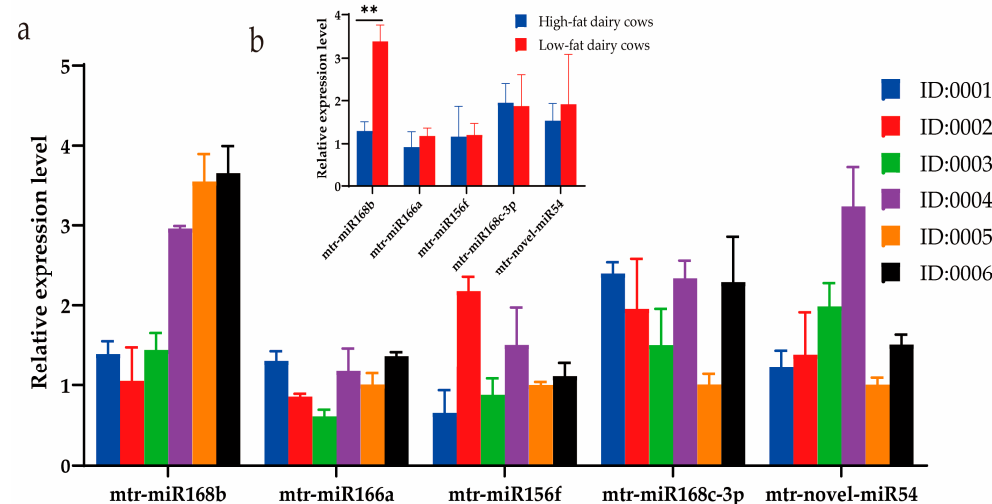 a
b
Relative expression level
5
4
3
2
1
0
mtr-miR168b
mtr-miR166a
mtr-miR156f
mtr-miR168c-3p
mtr-novel-miR54
ID:0001
ID:0002
ID:0003
ID:0004
ID:0005
ID:0006
Relative expression level
4
3
2
1
0
**
High-fat dairy cows
Low-fat dairy cows
mtr-miR168b
mtr-miR166a
mtr-miR156f
mtr-miR168c-3p
mtr-novel-miR54